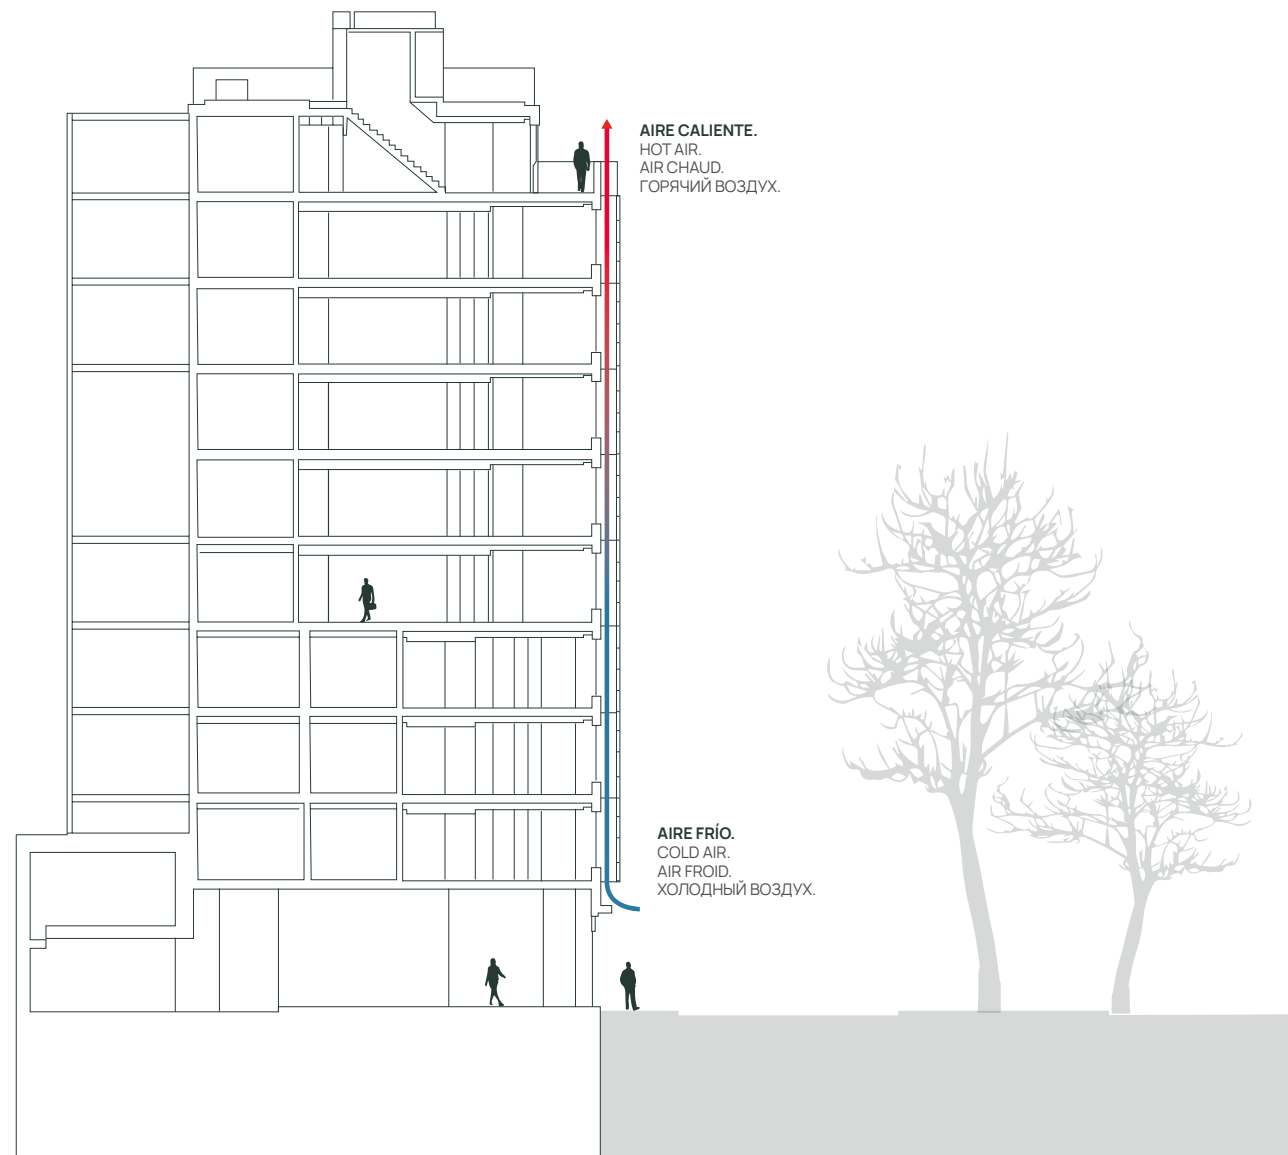 AIRE CALIENTE.
HOT AIR.
AIR CHAUD.
ГОРЯЧИЙ ВОЗДУХ.
AIRE FRÍO.
COLD AIR.
AIR FROID.
ХОЛОДНЫЙ ВОЗДУХ.